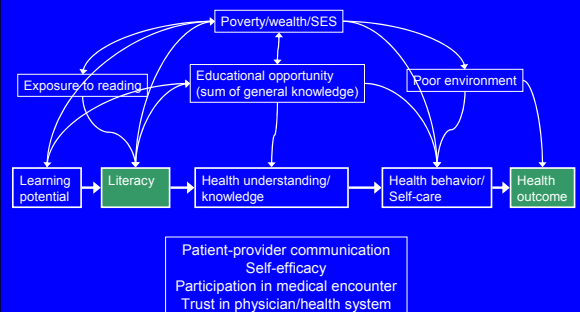 Poverty/wealth/SES
Exposure to reading
Educational opportunity
(sum of general knowledge)
Poor environment
Learning
potential
Literacy
Health understanding/
knowledge
Health behavior/
Self-care
Health
outcome
Patient-provider communication
Self-efficacy
Participation in medical encounter
Trust in physician/health system